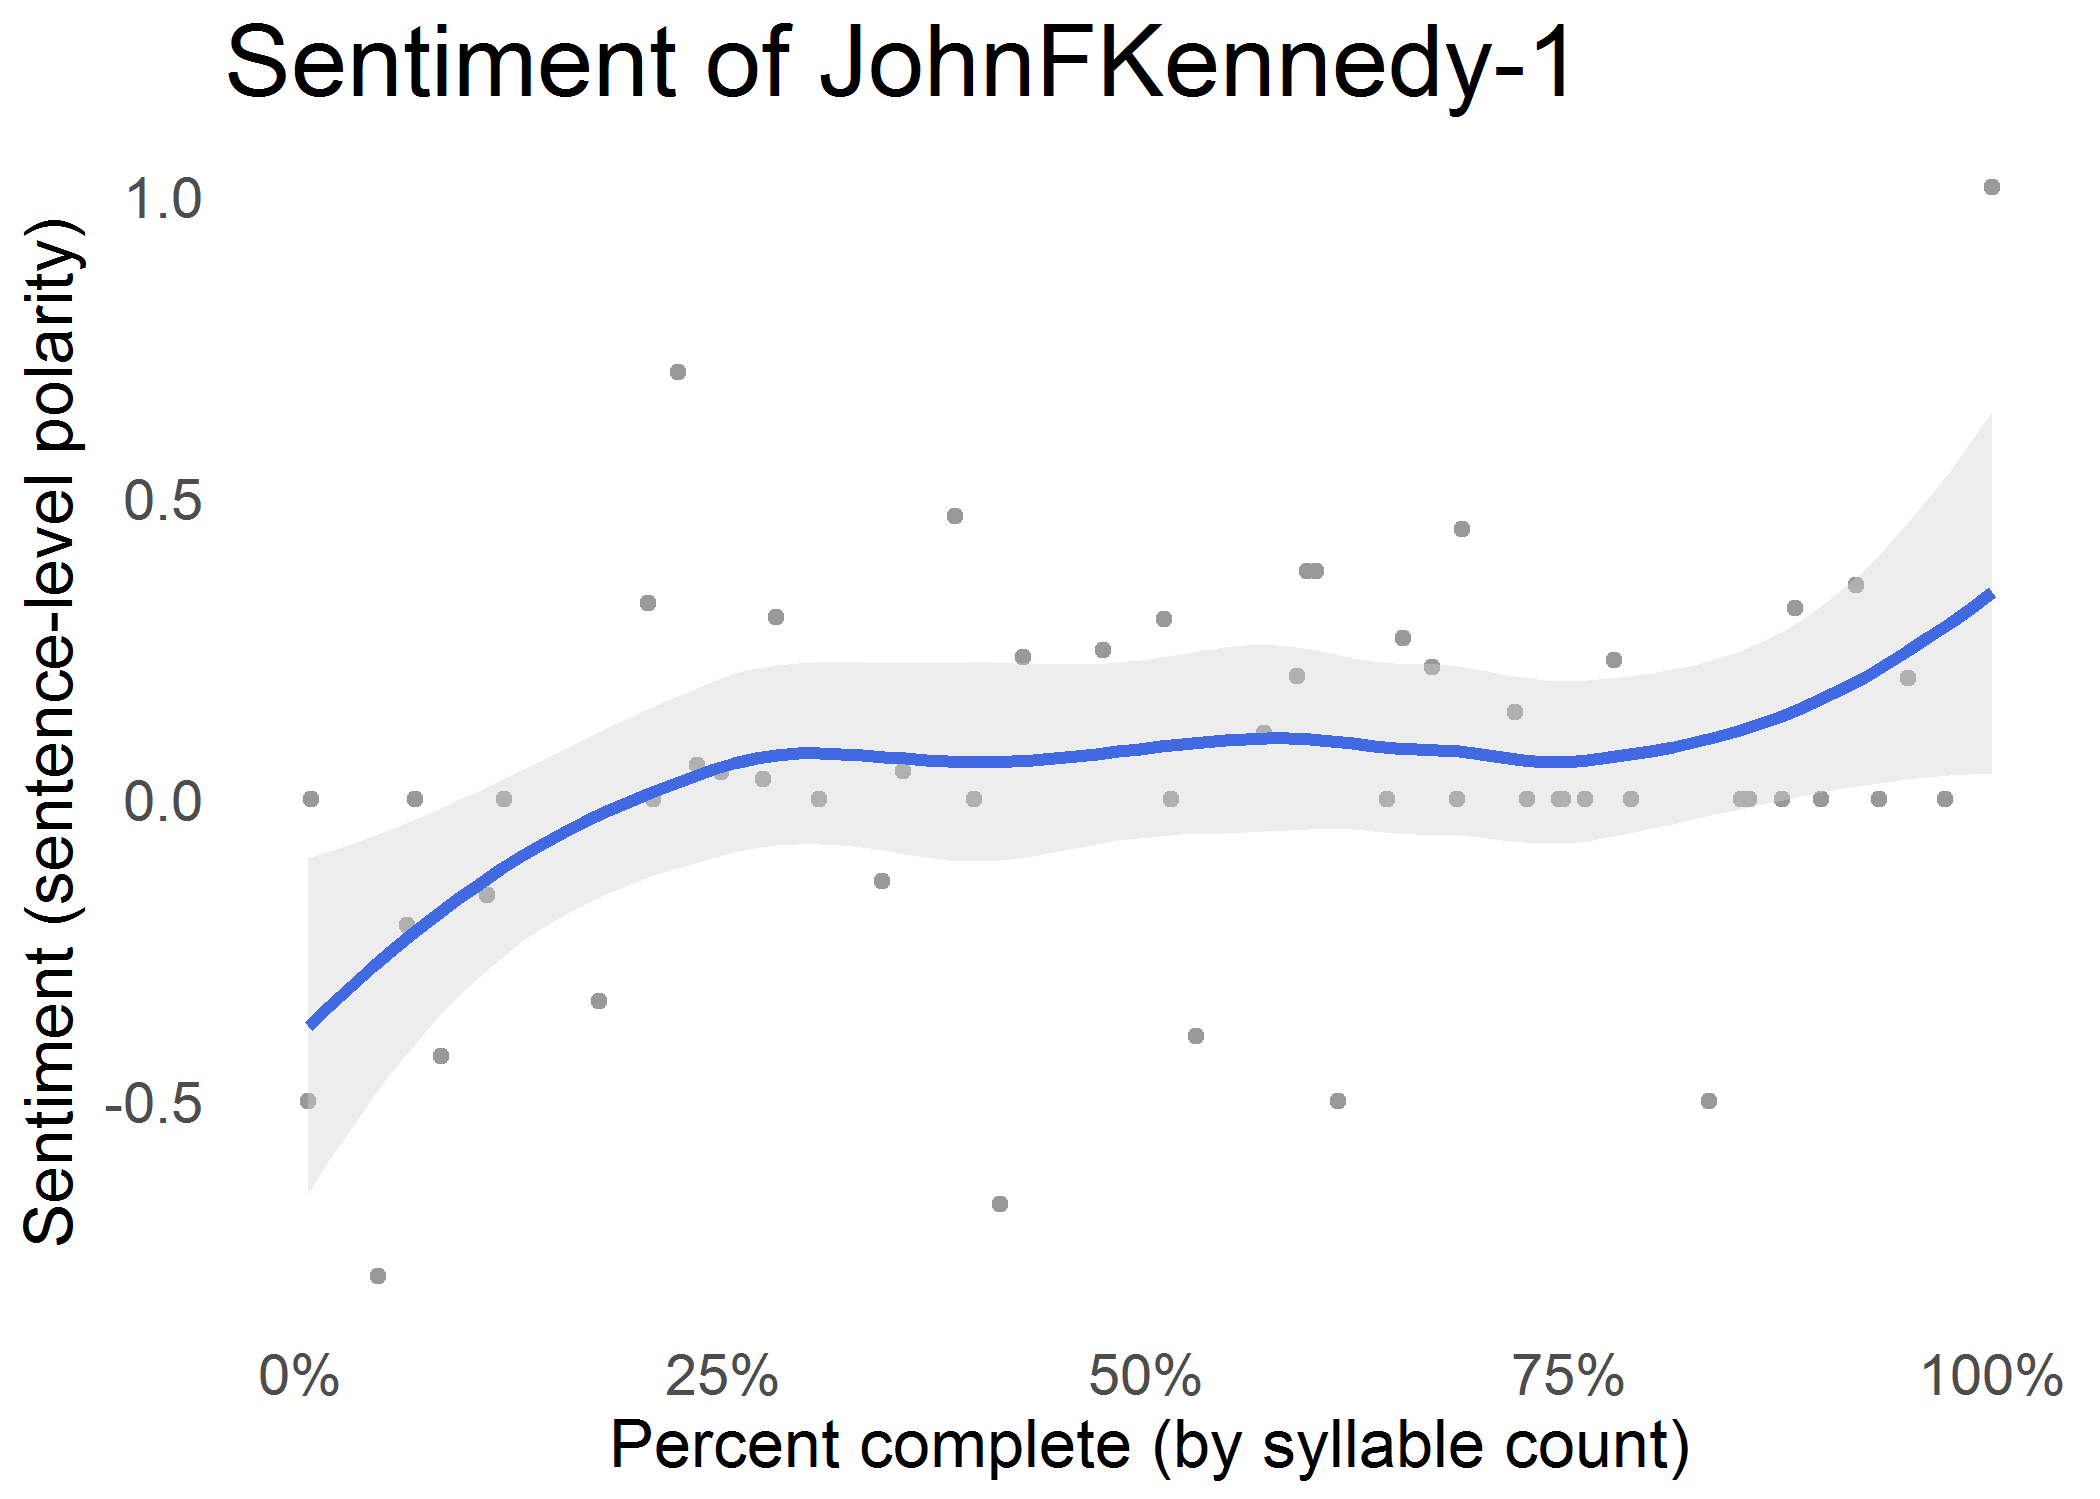 Sentiment of JohnFKennedy-1
Sentiment (sentence-level polarity)
1.0
0.5
0.0
-0.5
0% 25% 50% 75% 100%
Percent complete (by syllable count)